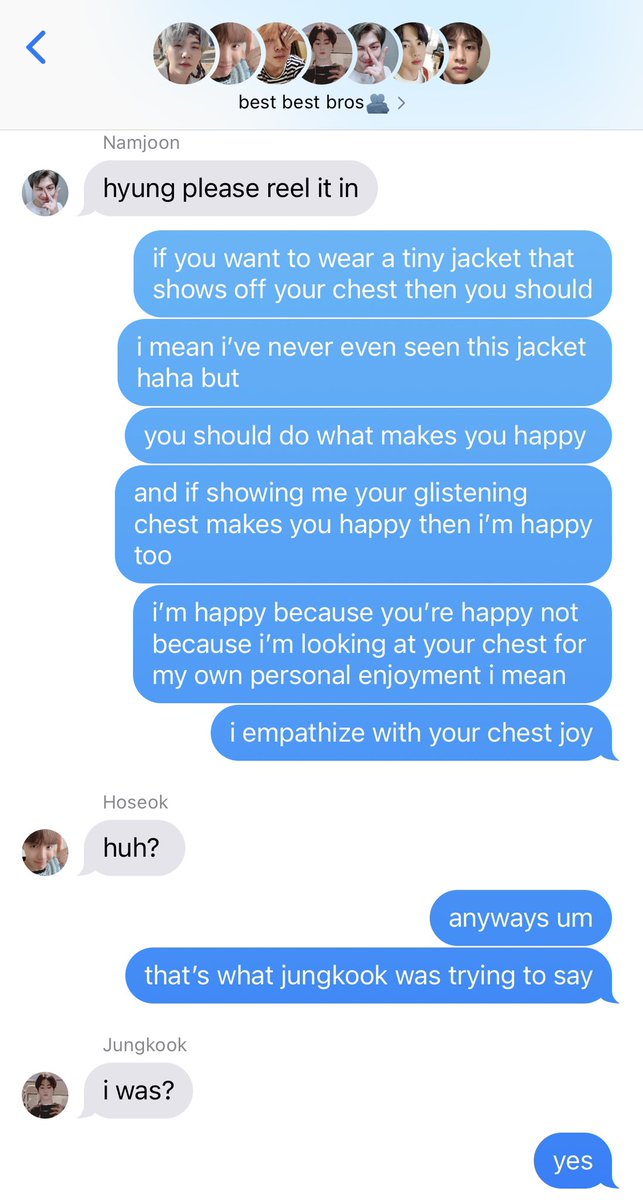 best best bros🫂 >
Namjoon
hyung please reel it in
if you want to wear a tiny jacket that
shows off your chest then you should
i mean i’ve never even seen this jacket
haha but
you should do what makes you happy
and if showing me your glistening
chest makes you happy then i’m happy
too
i’m happy because you’re happy not
because i’m looking at your chest for
my own personal enjoyment i mean
i empathize with your chest joy
Hoseok
huh?
anyways um
that’s what jungkook was trying to say
Jungkook
i was?
yes